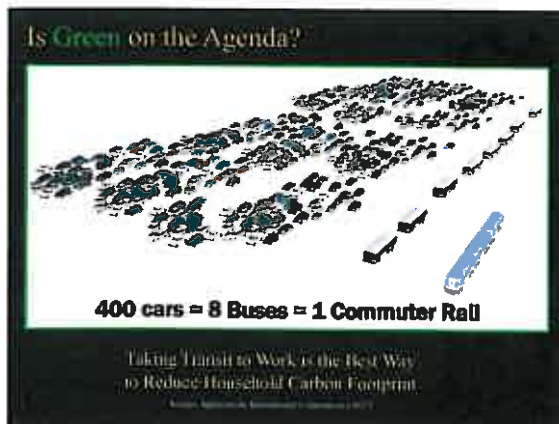 Is Green on the Agenda?
400 cars = 8 Buses = 1 Commuter Rail
Taking Transit to Work is the Best Way
to Reduce Household Carbon Footprint